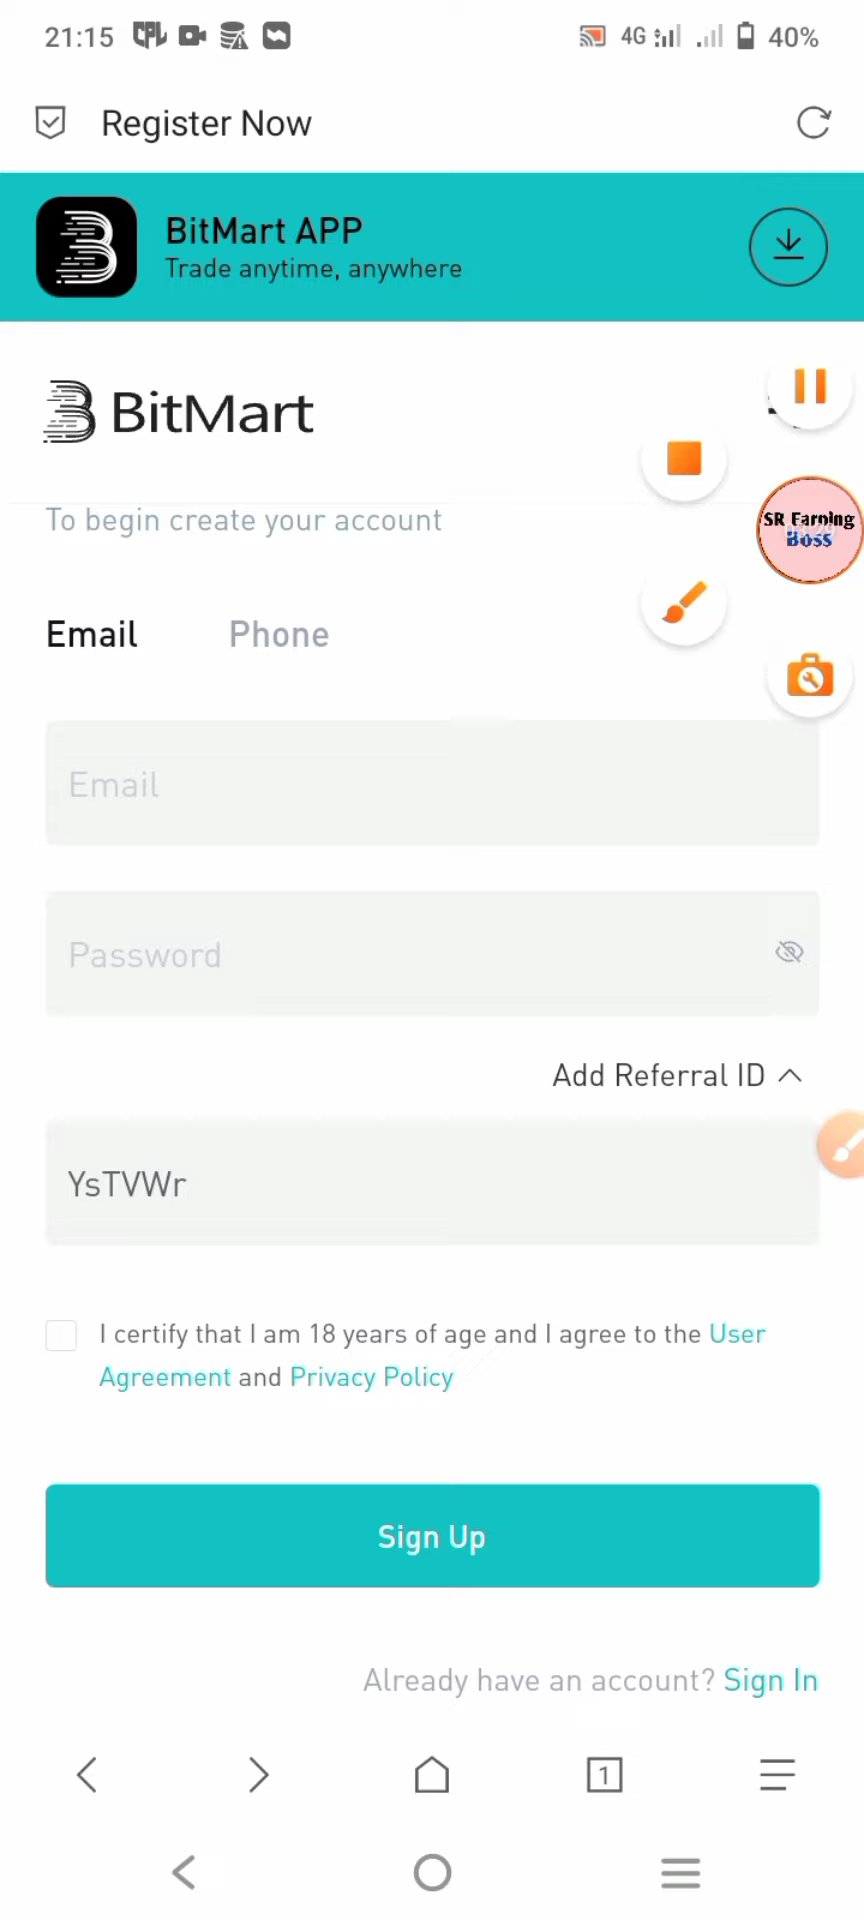 21:15
4G
40%
Register Now
BitMart APP
Trade anytime, anywhere
BitMart
SR Earning
Boss
To begin create your account
Email
Phone
Email
Password
Add Referral ID
YsTVWr
I certify that I am 18 years of age and I agree to the User
Agreement and Privacy Policy
Sign Up
Already have an account? Sign In
1